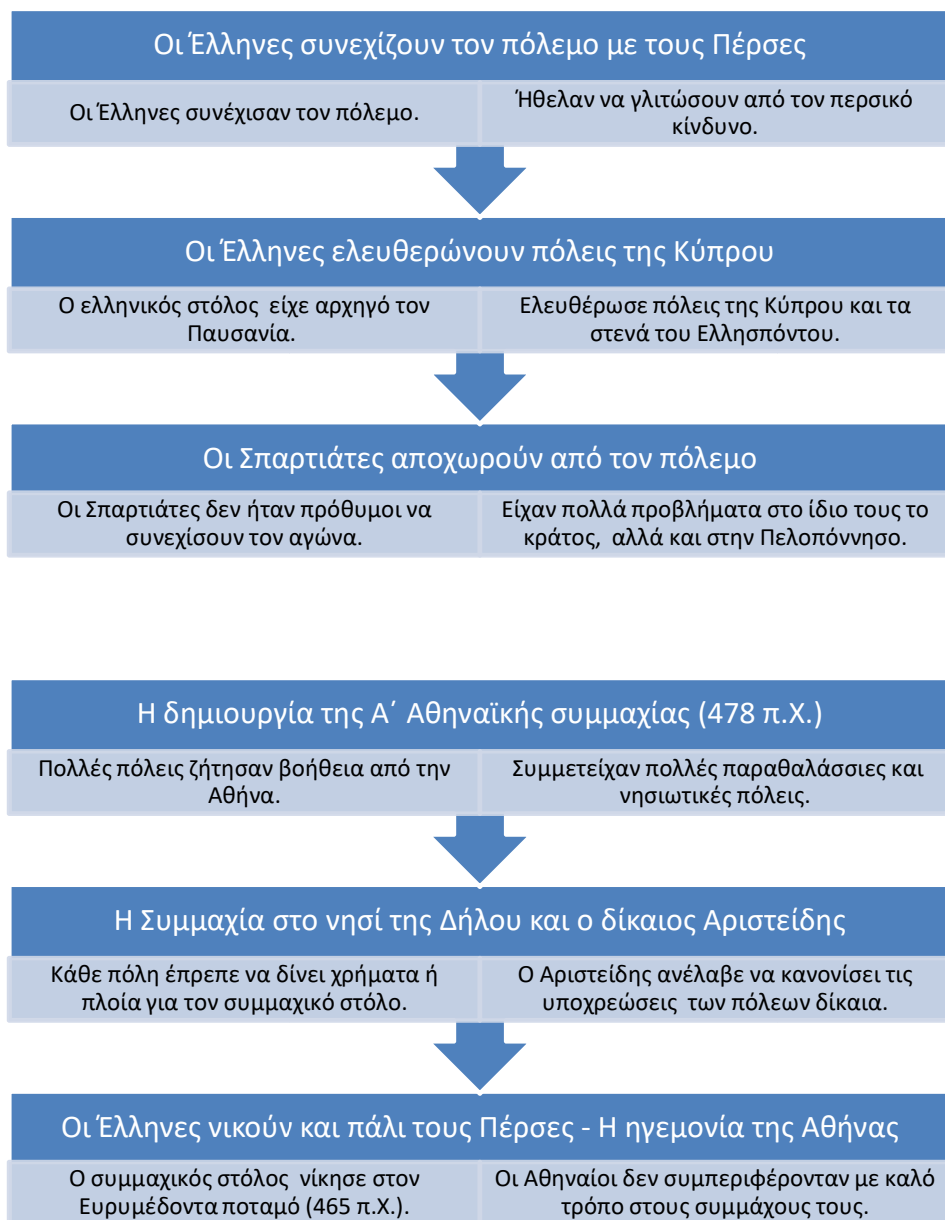 Οι Έλληνες συνεχίζουν τον πόλεμο με τους Πέρσες
Οι Έλληνες συνέχισαν τον πόλεμο.
Ήθελαν να γλιτώσουν από τον περσικό
κίνδυνο.
Οι Έλληνες ελευθερώνουν πόλεις της Κύπρου
Ο ελληνικός στόλος είχε αρχηγό τον
Παυσανία.
Ελευθέρωσε πόλεις της Κύπρου και τα
στενά του Ελλησπόντου.
Οι Σπαρτιάτες αποχωρούν από τον πόλεμο
Οι Σπαρτιάτες δεν ήταν πρόθυμοι να
συνεχίσουν τον αγώνα.
Είχαν πολλά προβλήματα στο ίδιο τους το
κράτος, αλλά και στην Πελοπόννησο.
Η δημιουργία της Α΄ Αθηναϊκής συμμαχίας (478 π.Χ.)
Πολλές πόλεις ζήτησαν βοήθεια από την
Αθήνα.
Συμμετείχαν πολλές παραθαλάσσιες και
νησιωτικές πόλεις.
Η Συμμαχία στο νησί της Δήλου και ο δίκαιος Αριστείδης
Κάθε πόλη έπρεπε να δίνει χρήματα ή
πλοία για τον συμμαχικό στόλο.
Ο Αριστείδης ανέλαβε να κανονίσει τις
υποχρεώσεις των πόλεων δίκαια.
Οι Έλληνες νικούν και πάλι τους Πέρσες - Η ηγεμονία της Αθήνας
Ο συμμαχικός στόλος νίκησε στον
Ευρυμέδοντα ποταμό (465 π.Χ.).
Οι Αθηναίοι δεν συμπεριφέρονταν με καλό
τρόπο στους συμμάχους τους.